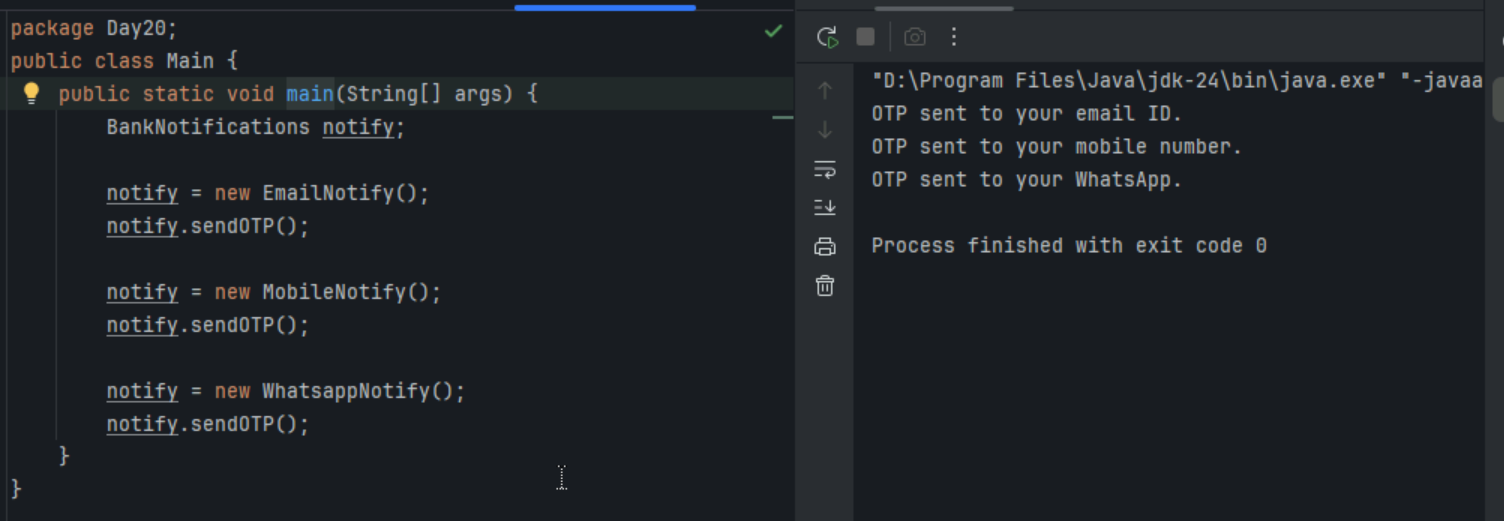 package Day20;
public class Main {
    public static void main(String[] args) {
        BankNotifications notify;

        notify = new EmailNotify();
        notify.sendOTP();

        notify = new MobileNotify();
        notify.sendOTP();

        notify = new WhatsappNotify();
        notify.sendOTP();
    }
}
"D:\Program Files\Java\jdk-24\bin\java.exe" "-javaa
OTP sent to your email ID.
OTP sent to your mobile number.
OTP sent to your WhatsApp.

Process finished with exit code 0